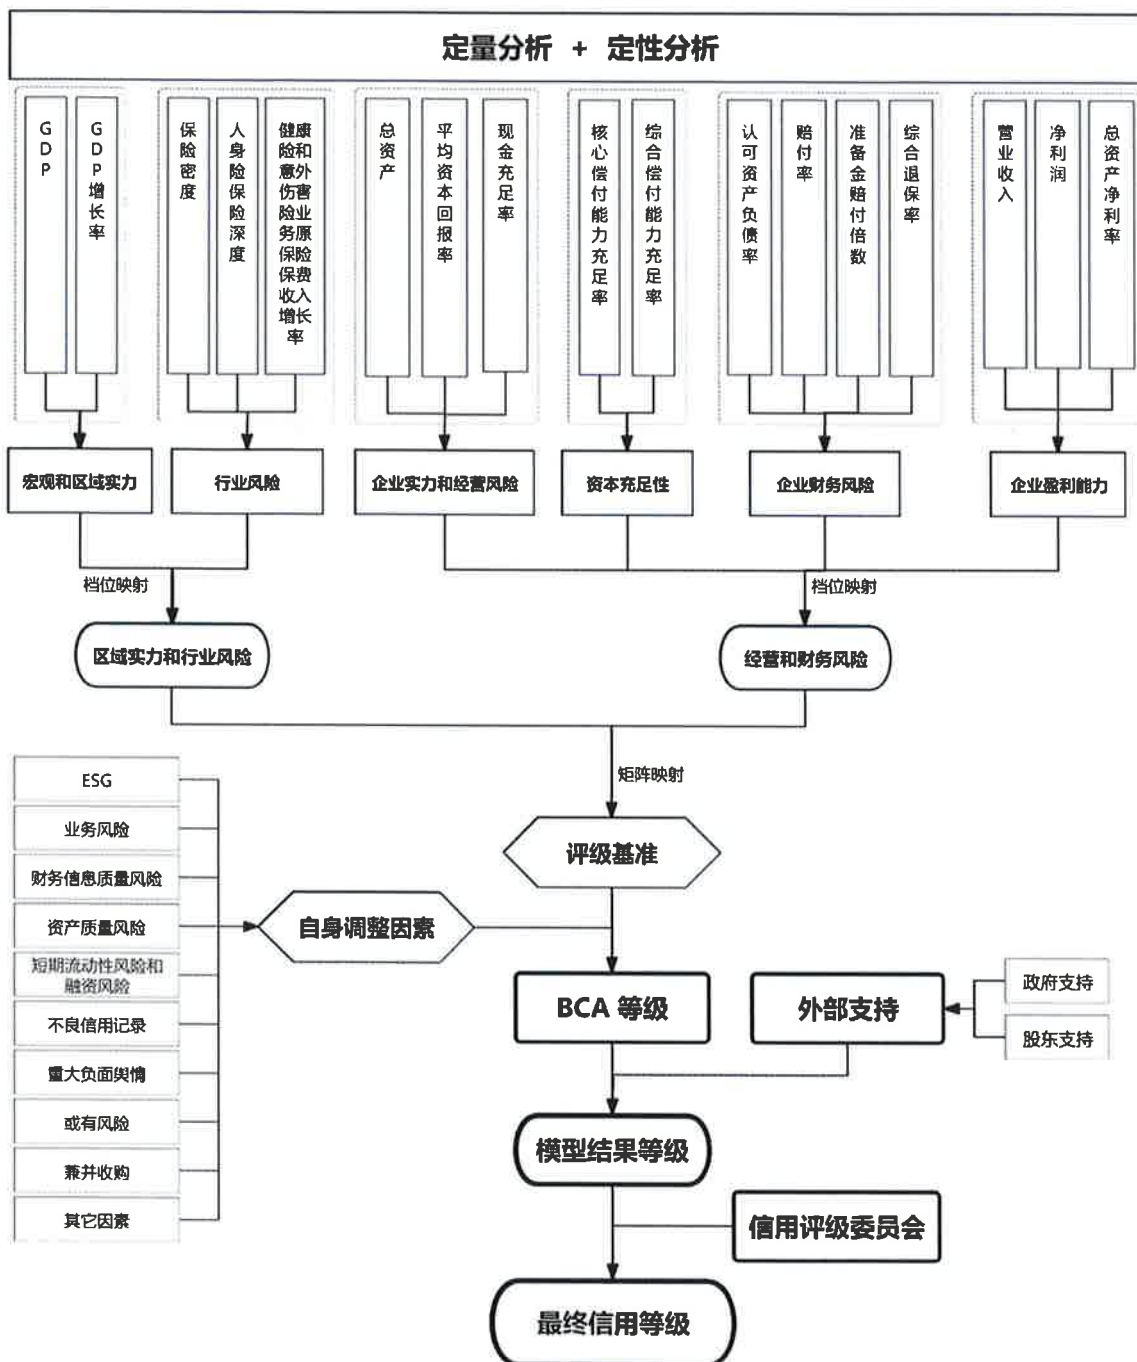 定量分析 + 定性分析
GDP
GDP增长率
保险密度
人身险保险深度
健康险和意外伤害险业务原保险保费收入增长率
总资产
平均资本回报率
现金充足率
核心偿付能力充足率
综合偿付能力充足率
认可资产负债率
赔付率
准备金赔付倍数
综合退保率
营业收入
净利润
总资产净利率
宏观和区域实力
行业风险
企业实力和经营风险
资本充足性
企业财务风险
企业盈利能力
档位映射
档位映射
区域实力和行业风险
经营和财务风险
矩阵映射
ESG
业务风险
财务信息质量风险
资产质量风险
短期流动性风险和
融资风险
不良信用记录
重大负面舆情
或有风险
兼并收购
其它因素
自身调整因素
评级基准
BCA 等级
外部支持
政府支持
股东支持
模型结果等级
信用评级委员会
最终信用等级